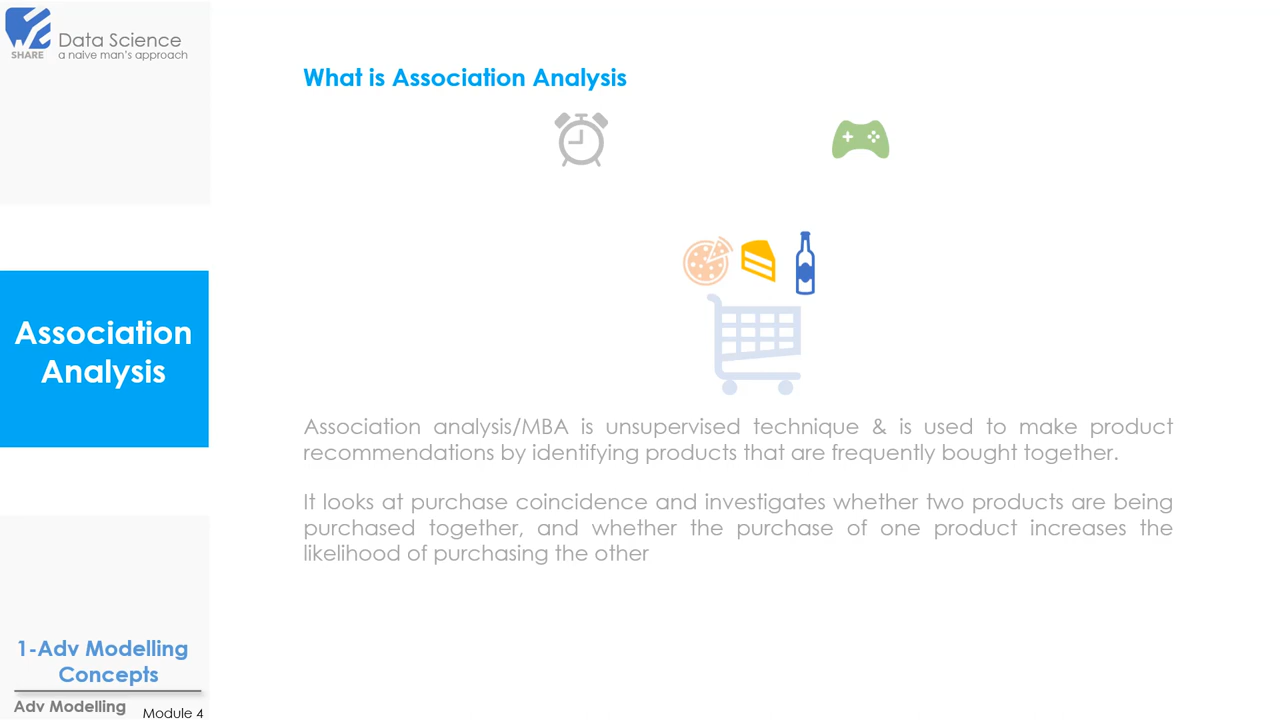 SHARE
Data Science
a naive man's approach
What is Association Analysis
Association
Analysis
Association analysis/MBA is unsupervised technique & is used to make product
recommendations by identifying products that are frequently bought together.
It looks at purchase coincidence and investigates whether two products are being
purchased together, and whether the purchase of one product increases the
likelihood of purchasing the other
1-Adv Modelling
Concepts
Adv Modelling
Module 4